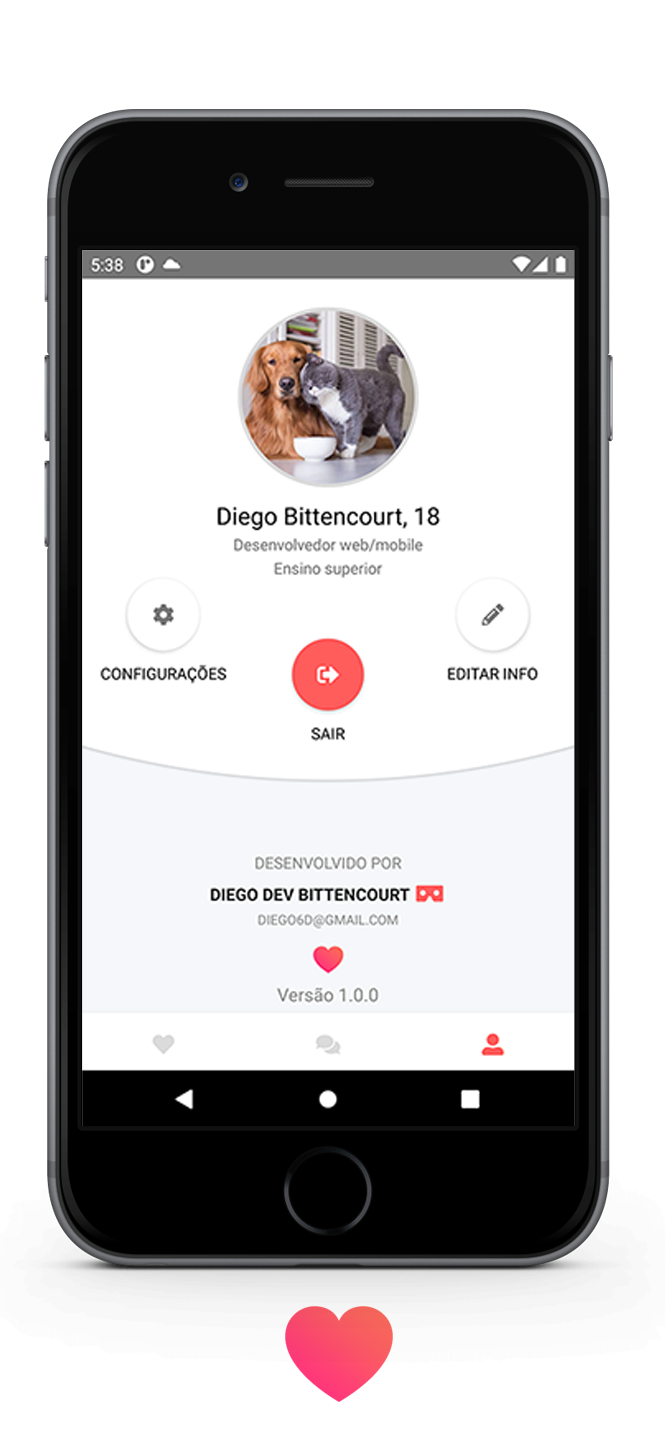 5:38
Diego Bittencourt, 18
Desenvolvedor web/mobile
Ensino superior
CONFIGURAÇÕES
EDITAR INFO
SAIR
DESENVOLVIDO POR
DIEGO DEV BITTENCOURT
DIEGO6D@GMAIL.COM
Versão 1.0.0